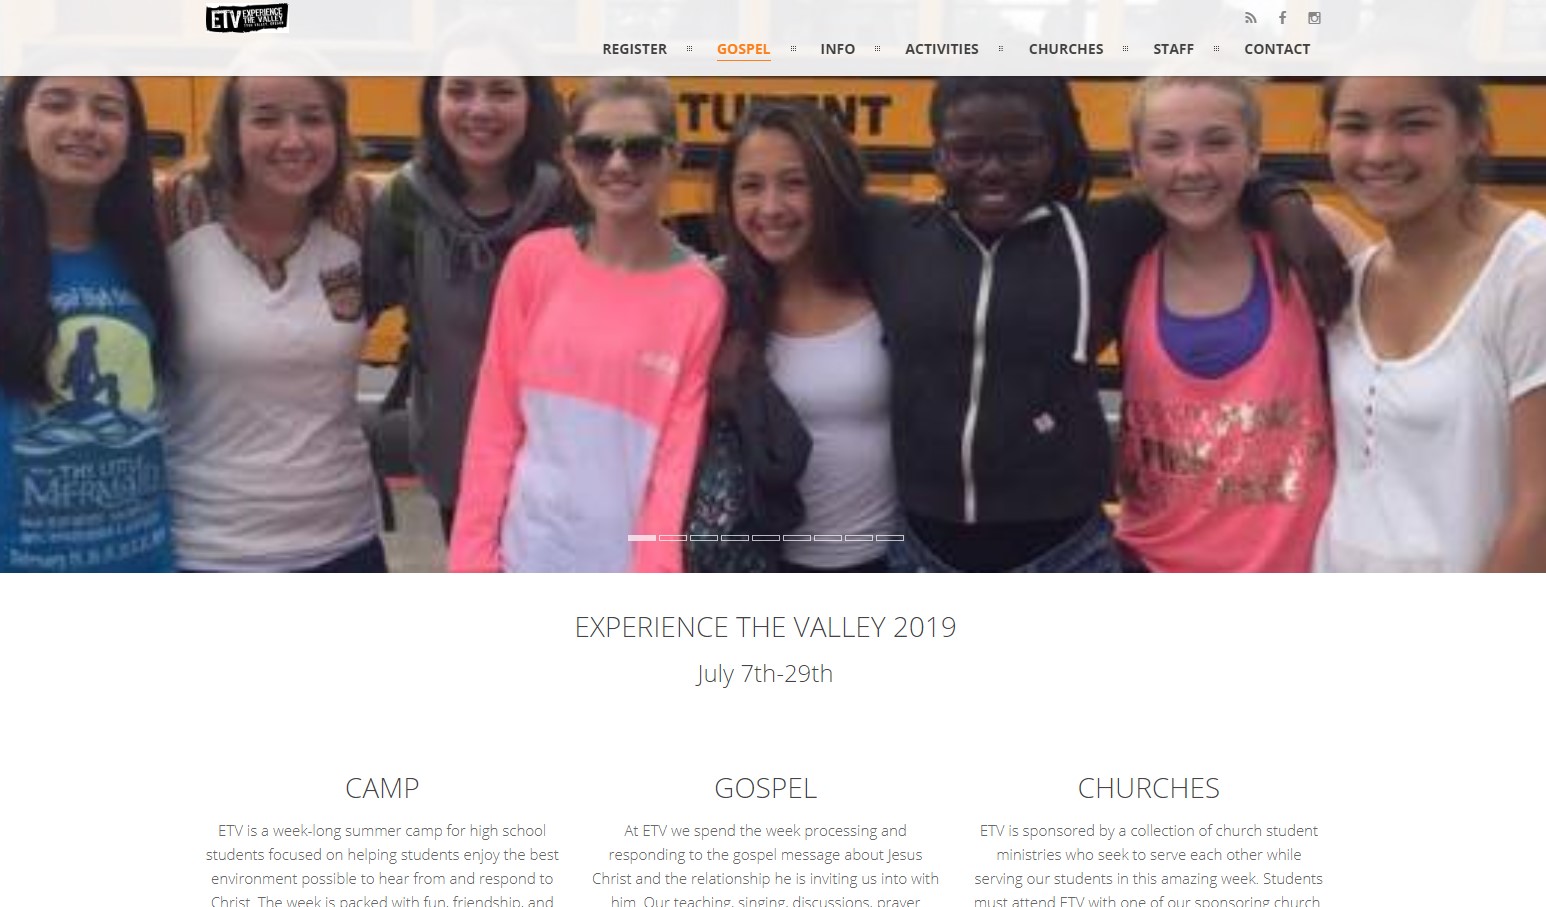 ETV EXPERIENCE THE VALLEY
REGISTER GOSPEL INFO ACTIVITIES CHURCHES STAFF CONTACT
THE LITTLE
MERMAID
EXPERIENCE THE VALLEY 2019
July 7th-29th
CAMP
ETV is a week-long summer camp for high school
students focused on helping students enjoy the best
environment possible to hear from and respond to
Christ. The week is packed with fun, friendship, and
GOSPEL
At ETV we spend the week processing and
responding to the gospel message about Jesus
Christ and the relationship he is inviting us into with
him. Our teaching, singing, discussions, prayer
CHURCHES
ETV is sponsored by a collection of church student
ministries who seek to serve each other while
serving our students in this amazing week. Students
must attend ETV with one of our sponsoring church